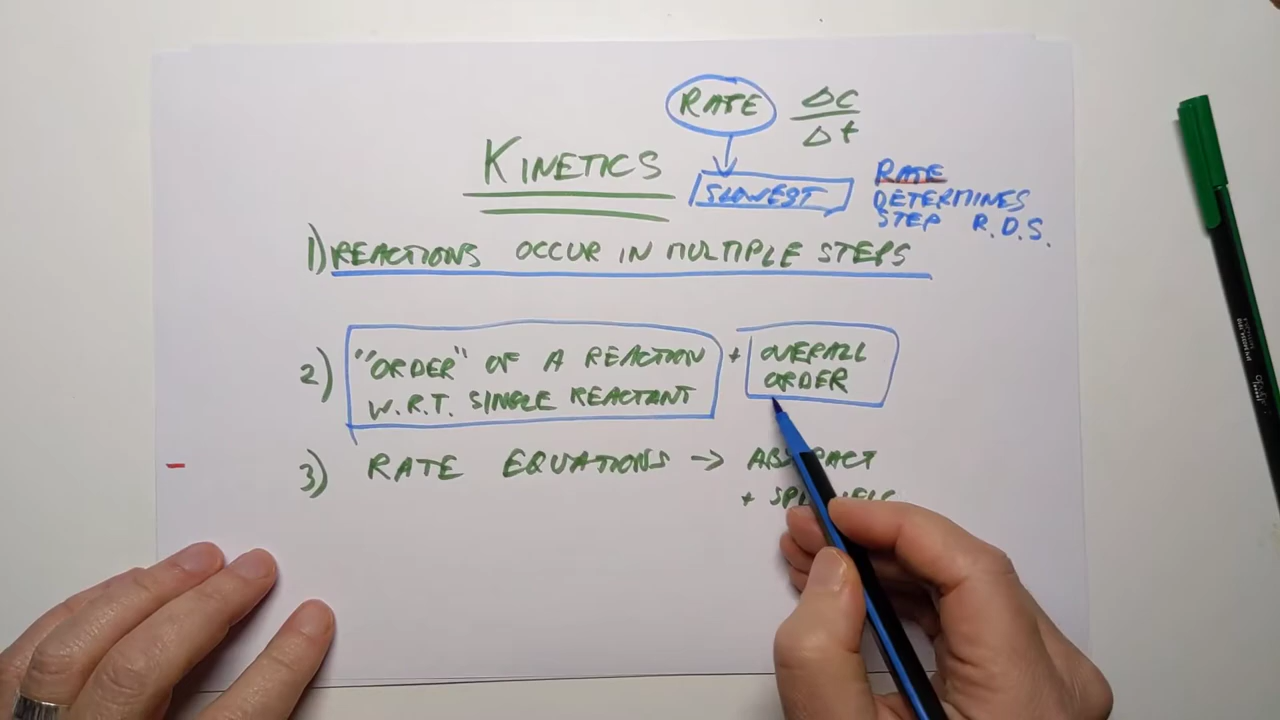 RATE ΔC
Δt
KINETICS
SLOWEST
RATE
DETERMINES
STEP R.D.S.
1) REACTIONS OCCUR IN MULTIPLE STEPS
2) "ORDER" OF A REACTION + OVERALL
W.R.T. SINGLE REACTANT ORDER
3) RATE EQUATIONS →
+